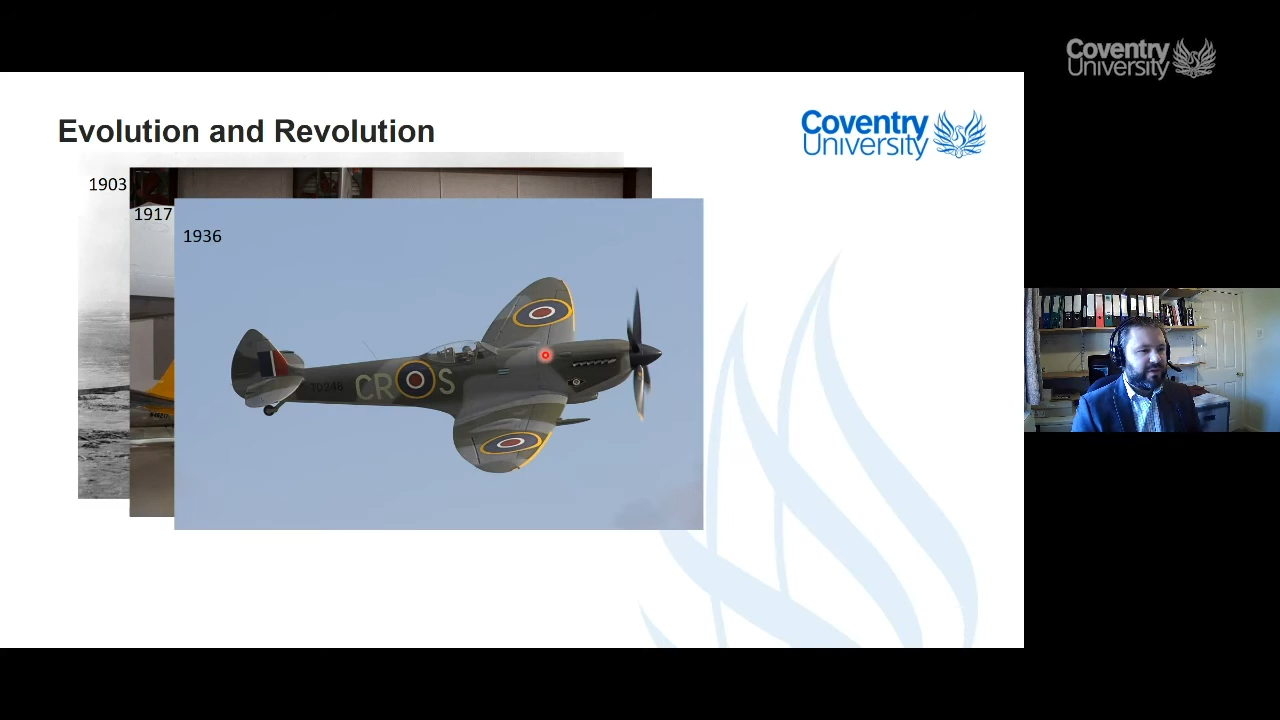 Coventry
University
Evolution and Revolution
Coventry
University
1903
1917
1936
CR S